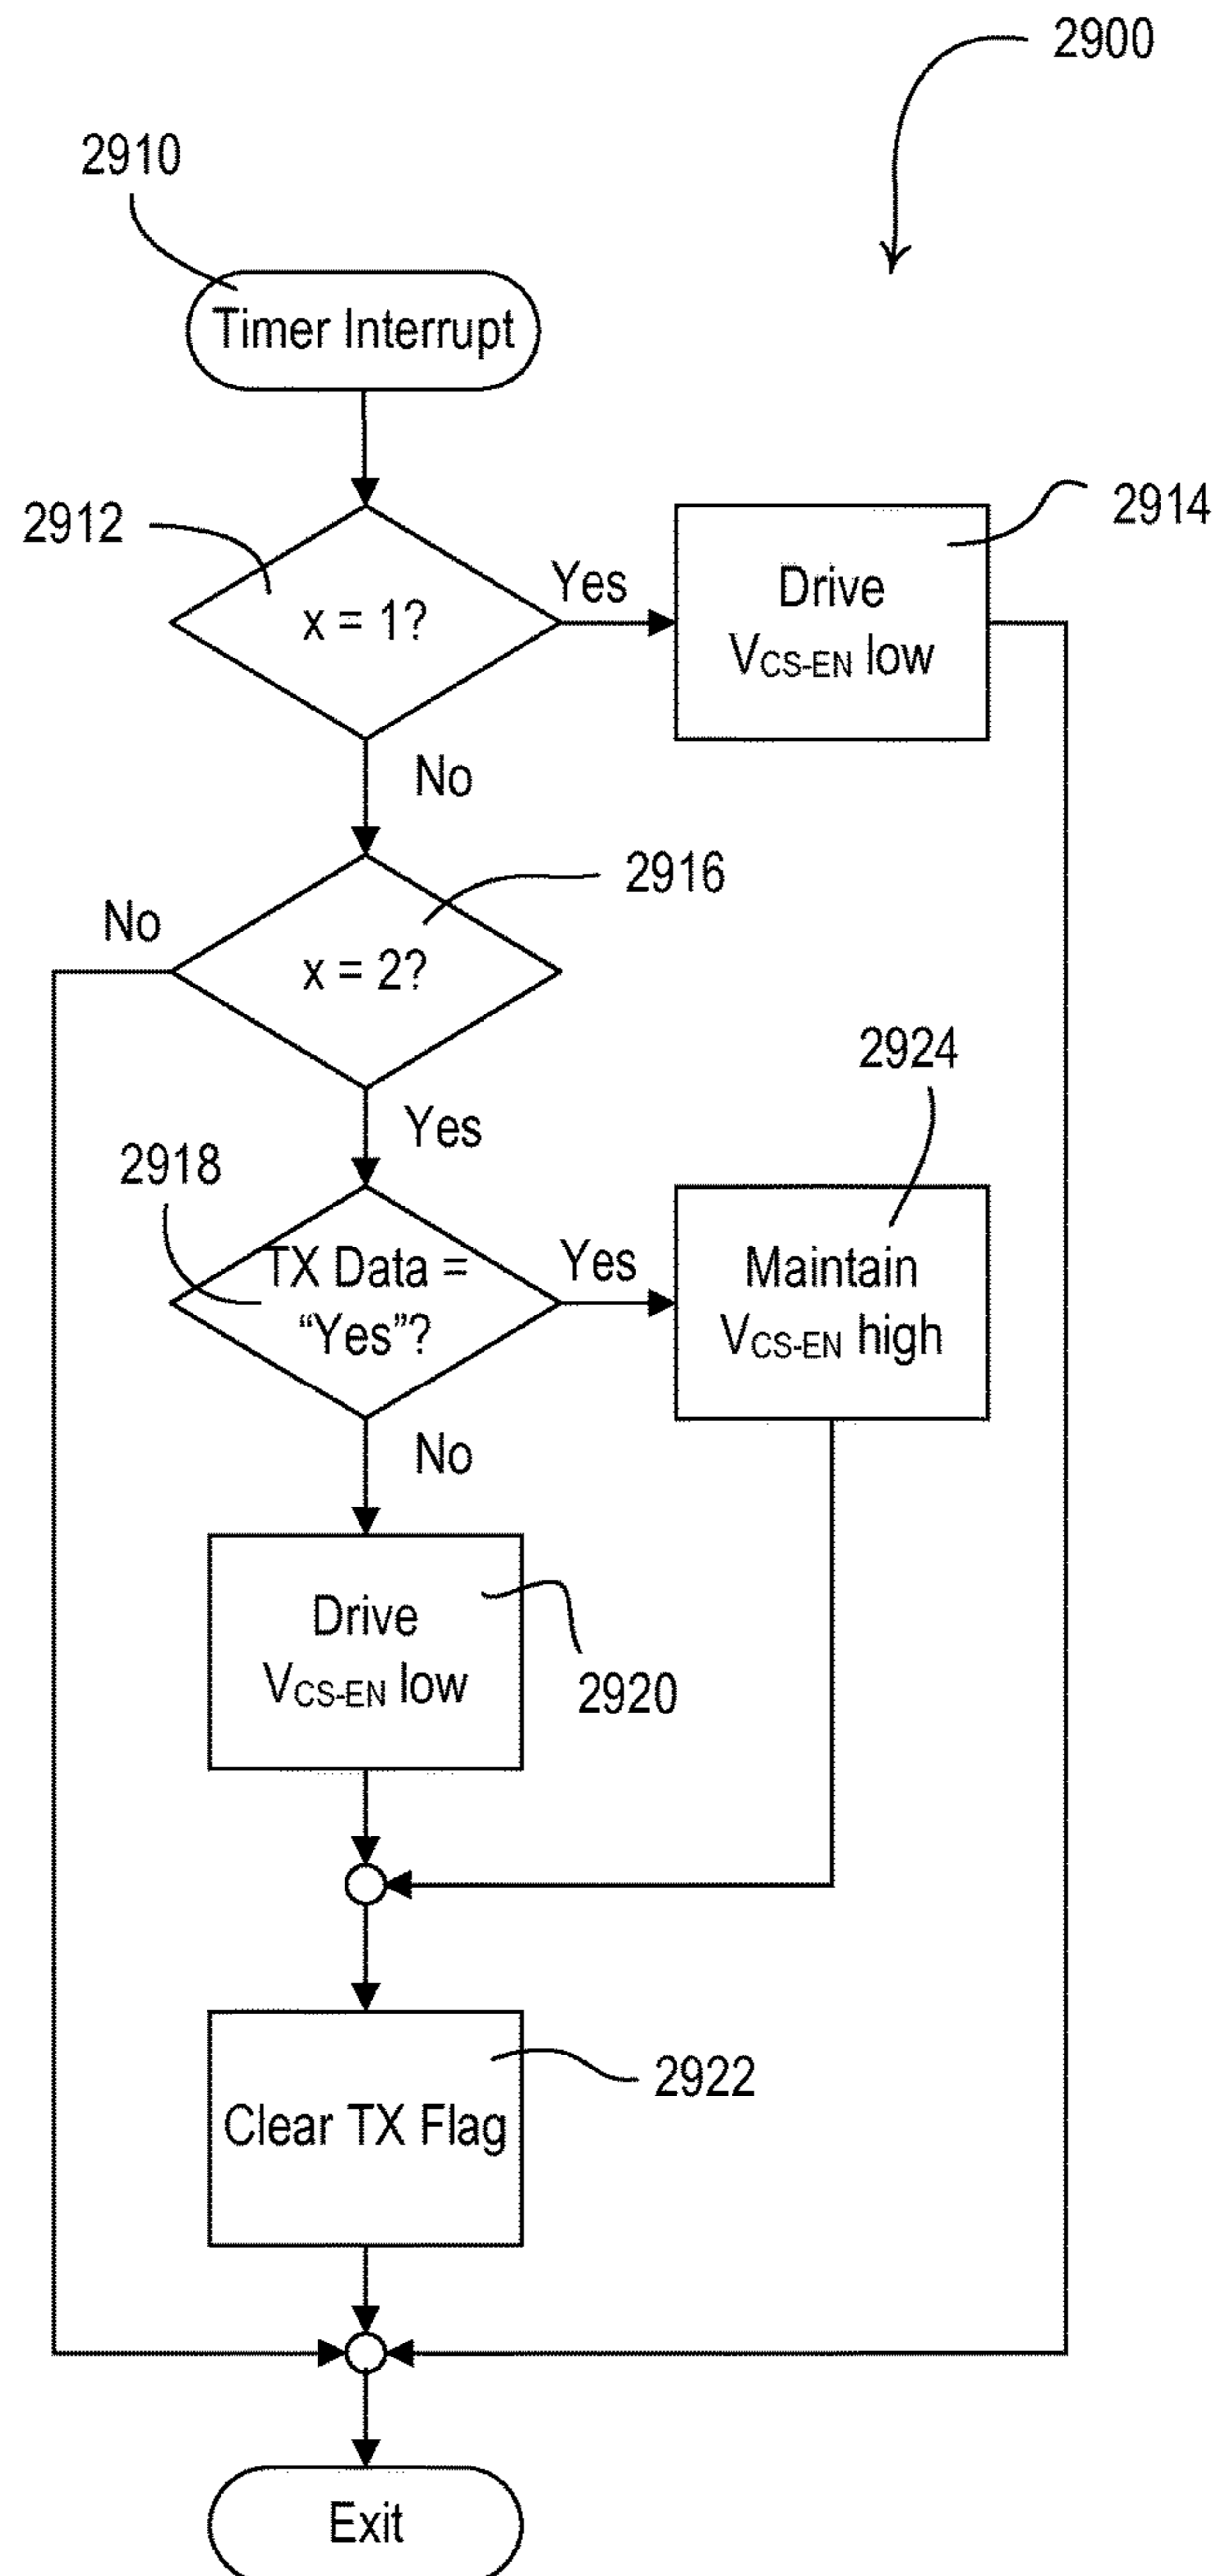 2900
2910
Timer Interrupt
2912
x = 1?
Yes
2914
Drive
VCS-EN low
No
2916
No
x = 2?
2924
Yes
2918
TX Data =
“Yes”?
Yes
Maintain
VCS-EN high
No
Drive
VCS-EN low
2920
2922
Clear TX Flag
Exit